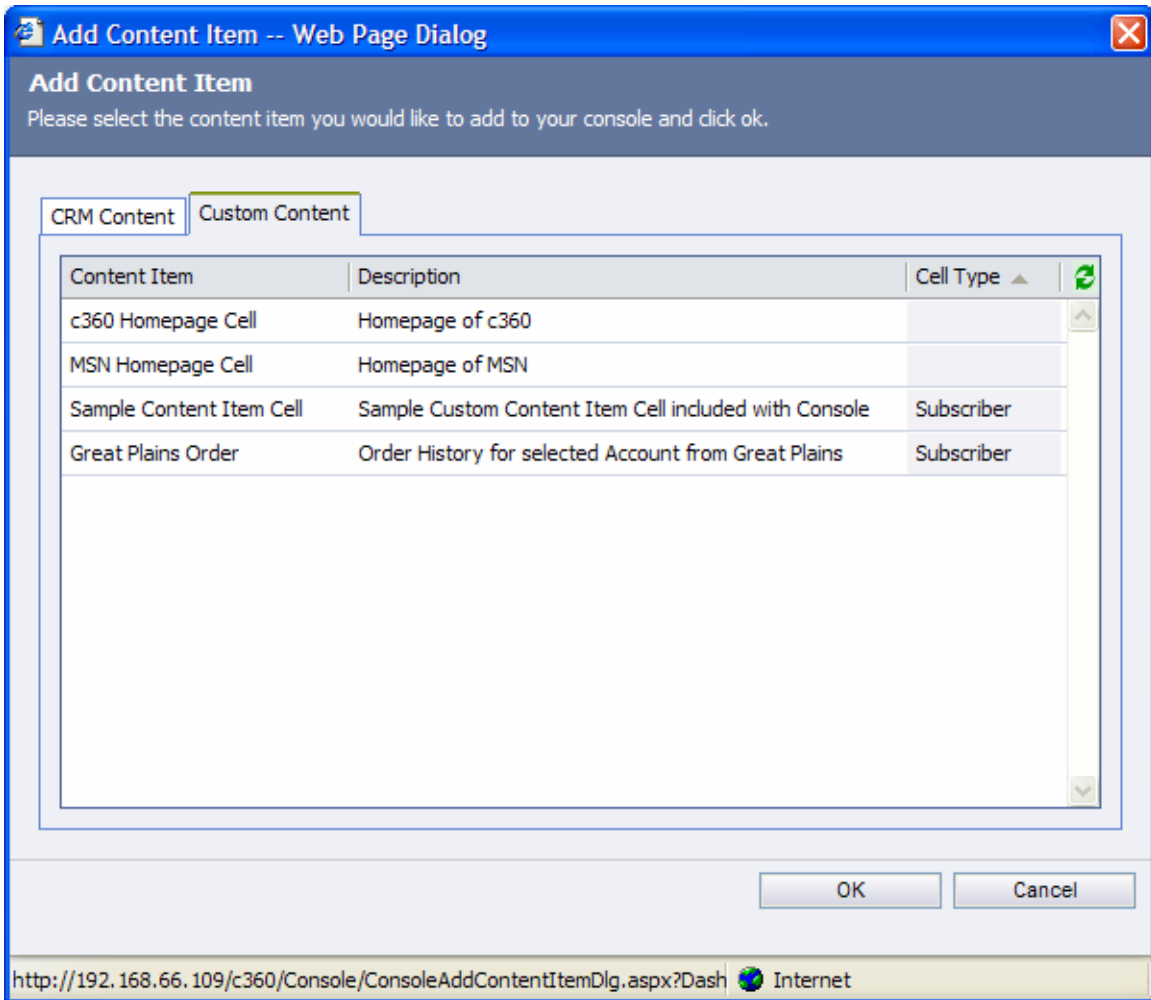 Add Content Item -- Web Page Dialog
Add Content Item
Please select the content item you would like to add to your console and click ok.
CRM Content Custom Content
Content Item Description Cell Type
c360 Homepage Cell Homepage of c360
MSN Homepage Cell Homepage of MSN
Sample Content Item Cell Sample Custom Content Item Cell included with Console Subscriber
Great Plains Order Order History for selected Account from Great Plains Subscriber
OK Cancel
http://192.168.66.109/c360/Console/ConsoleAddContentItemDlg.aspx?Dash Internet